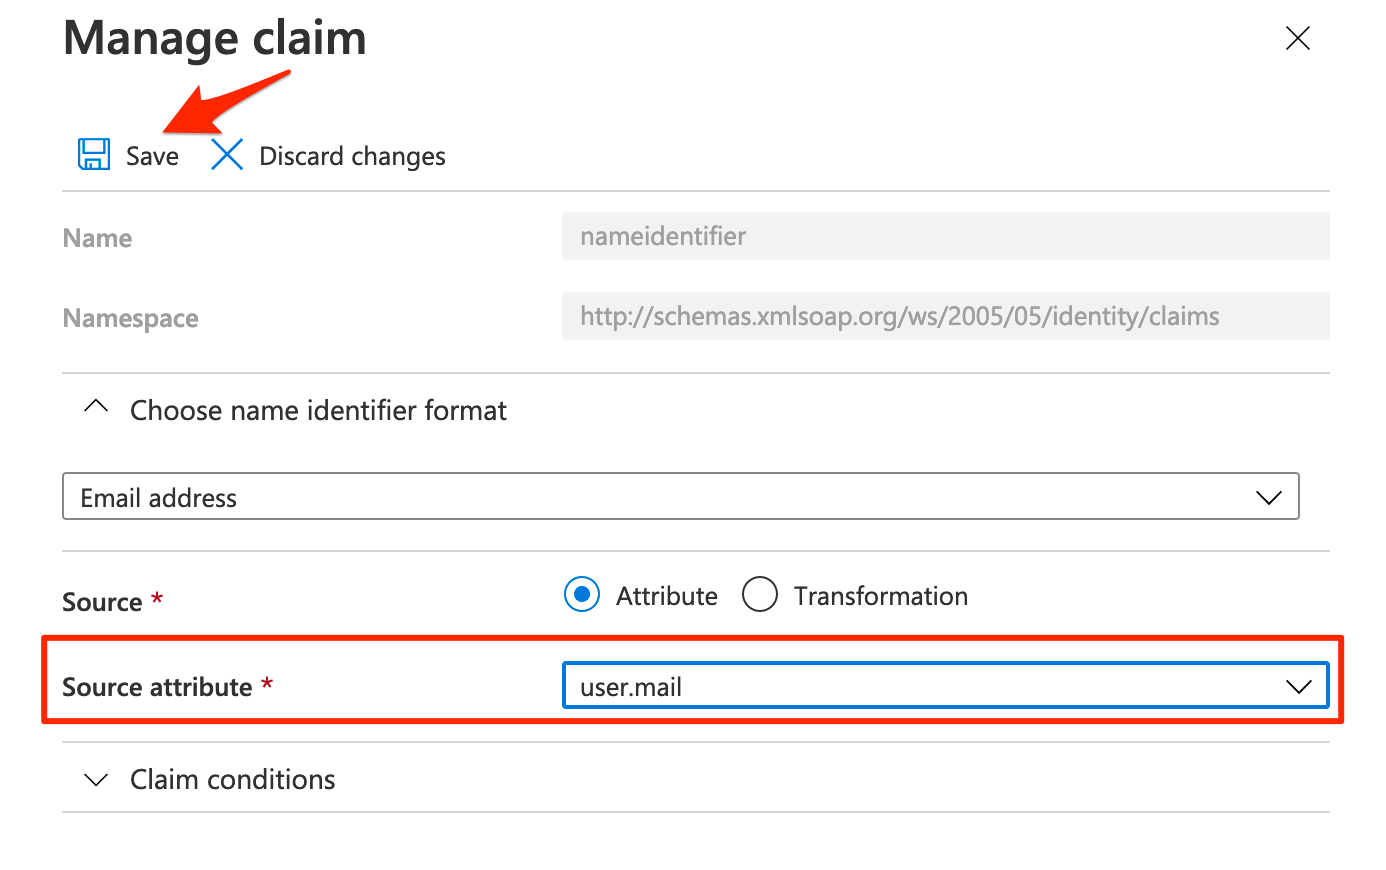 Manage claim
Save Discard changes
Name nameidentifier
Namespace http://schemas.xmlsoap.org/ws/2005/05/identity/claims
Choose name identifier format
Email address
Source * Attribute Transformation
Source attribute * user.mail
Claim conditions